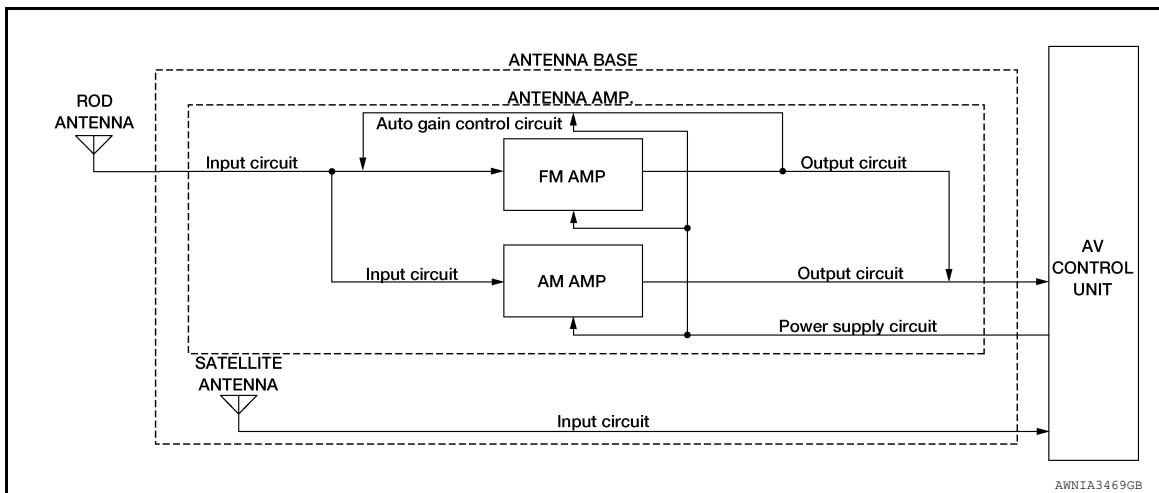 ANTENNA BASE
ROD
ANTENNA
ANTENNA AMP.
Auto gain control circuit
Input circuit
FM AMP
Output circuit
Input circuit
AM AMP
Output circuit
AV
CONTROL
UNIT
Power supply circuit
SATELLITE
ANTENNA
Input circuit
AWNIA3469GB